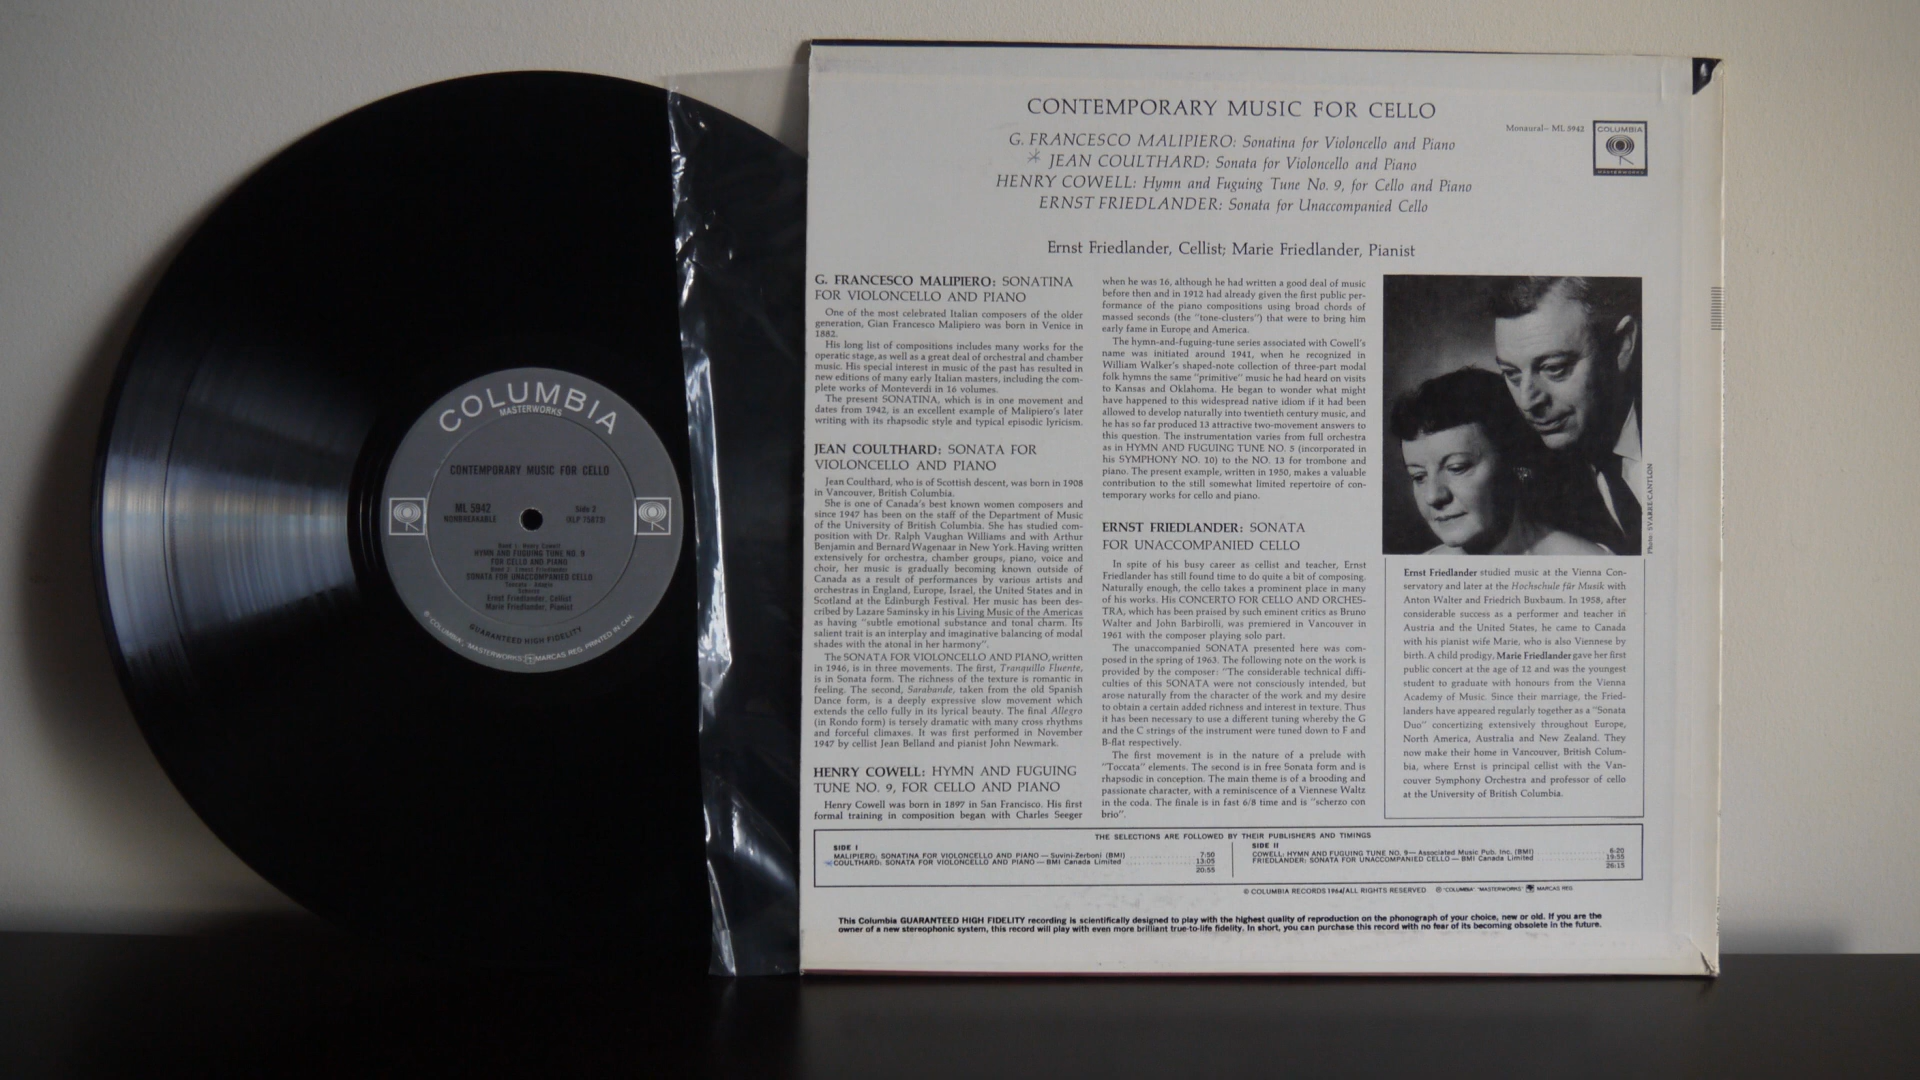 COLUMBIA
MASTERWORKS
CONTEMPORARY MUSIC FOR CELLO
ML 5942
NONBREAKABLE
Side 2
Band 1: Henry Cowell
HYMN AND FUGUING TUNE NO. 9
FOR CELLO AND PIANO
Band 2: Ernst Friedlander
SONATA FOR UNACCOMPANIED CELLO
Toccata - Adagio
Scherzo
Ernst Friedlander, Cellist
Marie Friedlander, Pianist
GUARANTEED HIGH FIDELITY
® "COLUMBIA", "MASTERWORKS", MARCAS REG. PRINTED IN CAN.
CONTEMPORARY MUSIC FOR CELLO
G. FRANCESCO MALIPIERO: Sonatina for Violoncello and Piano
JEAN COULTHARD: Sonata for Violoncello and Piano
HENRY COWELL: Hymn and Fuguing Tune No. 9, for Cello and Piano
ERNST FRIEDLANDER: Sonata for Unaccompanied Cello
Monaural– ML 5942
COLUMBIA
MASTERWORKS
Ernst Friedlander, Cellist; Marie Friedlander, Pianist
G. FRANCESCO MALIPIERO: SONATINA
FOR VIOLONCELLO AND PIANO
One of the most celebrated Italian composers of the older
generation, Gian Francesco Malipiero was born in Venice in
1882.
His long list of compositions includes many works for the
operatic stage, as well as a great deal of orchestral and chamber
music. His special interest in music of the past has resulted in
new editions of many early Italian masters, including the com-
plete works of Monteverdi in 16 volumes.
The present SONATINA, which is in one movement and
dates from 1942, is an excellent example of Malipiero's later
writing with its rhapsodic style and typical episodic lyricism.
JEAN COULTHARD: SONATA FOR
VIOLONCELLO AND PIANO
Jean Coulthard, who is of Scottish descent, was born in 1908
in Vancouver, British Columbia.
She is one of Canada's best known women composers and
since 1947 has been on the staff of the Department of Music
of the University of British Columbia. She has studied com-
position with Dr. Ralph Vaughan Williams and with Arthur
Benjamin and Bernard Wagenaar in New York. Having written
extensively for orchestra, chamber groups, piano, voice and
choir, her music is gradually becoming known outside of
Canada as a result of performances by various artists and
orchestras in England, Europe, Israel, the United States and in
Scotland at the Edinburgh Festival. Her music has been des-
cribed by Lazare Saminsky in his Living Music of the Americas
as having "subtle emotional substance and tonal charm. Its
salient trait is an interplay and imaginative balancing of modal
shades with the atonal in her harmony".
The SONATA FOR VIOLONCELLO AND PIANO, written
in 1946, is in three movements. The first, Tranquillo Fluente,
is in Sonata form. The richness of the texture is romantic in
feeling. The second, Sarabande, taken from the old Spanish
Dance form, is a deeply expressive slow movement which
extends the cello fully in its lyrical beauty. The final Allegro
(in Rondo form) is tersely dramatic with many cross rhythms
and forceful climaxes. It was first performed in November
1947 by cellist Jean Belland and pianist John Newmark.
HENRY COWELL: HYMN AND FUGUING
TUNE NO. 9, FOR CELLO AND PIANO
Henry Cowell was born in 1897 in San Francisco. His first
formal training in composition began with Charles Seeger
when he was 16, although he had written a good deal of music
before then and in 1912 had already given the first public per-
formance of the piano compositions using broad chords of
massed seconds (the "tone-clusters") that were to bring him
early fame in Europe and America.
The hymn-and-fuguing-tune series associated with Cowell's
name was initiated around 1941, when he recognized in
William Walker's shaped-note collection of three-part modal
folk hymns the same "primitive" music he had heard on visits
to Kansas and Oklahoma. He began to wonder what might
have happened to this widespread native idiom if it had been
allowed to develop naturally into twentieth century music, and
he has so far produced 13 attractive two-movement answers to
this question. The instrumentation varies from full orchestra
as in HYMN AND FUGUING TUNE NO. 5 (incorporated in
his SYMPHONY NO. 10) to the NO. 13 for trombone and
piano. The present example, written in 1950, makes a valuable
contribution to the still somewhat limited repertoire of con-
temporary works for cello and piano.
ERNST FRIEDLANDER: SONATA
FOR UNACCOMPANIED CELLO
In spite of his busy career as cellist and teacher, Ernst
Friedlander has still found time to do quite a bit of composing.
Naturally enough, the cello takes a prominent place in many
of his works. His CONCERTO FOR CELLO AND ORCHES-
TRA, which has been praised by such eminent critics as Bruno
Walter and John Barbirolli, was premiered in Vancouver in
1961 with the composer playing solo part.
The unaccompanied SONATA presented here was com-
posed in the spring of 1963. The following note on the work is
provided by the composer: "The considerable technical diffi-
culties of this SONATA were not consciously intended, but
arose naturally from the character of the work and my desire
to obtain a certain added richness and interest in texture. Thus
it has been necessary to use a different tuning whereby the G
and the C strings of the instrument were tuned down to F and
B-flat respectively.
The first movement is in the nature of a prelude with
"Toccata" elements. The second is in free Sonata form and is
rhapsodic in conception. The main theme is of a brooding and
passionate character, with a reminiscence of a Viennese Waltz
in the coda. The finale is in fast 6/8 time and is "scherzo con
brio".
Photo: SVARRE/CANTLON
Ernst Friedlander studied music at the Vienna Con-
servatory and later at the Hochschule für Musik with
Anton Walter and Friedrich Buxbaum. In 1958, after
considerable success as a performer and teacher in
Austria and the United States, he came to Canada
with his pianist wife Marie, who is also Viennese by
birth. A child prodigy, Marie Friedlander gave her first
public concert at the age of 12 and was the youngest
student to graduate with honours from the Vienna
Academy of Music. Since their marriage, the Fried-
landers have appeared regularly together as a "Sonata
Duo" concertizing extensively throughout Europe,
North America, Australia and New Zealand. They
now make their home in Vancouver, British Colum-
bia, where Ernst is principal cellist with the Van-
couver Symphony Orchestra and professor of cello
at the University of British Columbia.
THE SELECTIONS ARE FOLLOWED BY THEIR PUBLISHERS AND TIMINGS
SIDE I
MALIPIERO: SONATINA FOR VIOLONCELLO AND PIANO — Suvini-Zerboni (BMI) 7:50
COULTHARD: SONATA FOR VIOLONCELLO AND PIANO — BMI Canada Limited 13:05
20:55
SIDE II
COWELL: HYMN AND FUGUING TUNE NO. 9— Associated Music Pub. Inc. (BMI) 6:20
FRIEDLANDER: SONATA FOR UNACCOMPANIED CELLO — BMI Canada Limited 19:55
26:15
© COLUMBIA RECORDS 1964/ALL RIGHTS RESERVED ® "COLUMBIA" "MASTERWORKS" MARCAS REG.
This Columbia GUARANTEED HIGH FIDELITY recording is scientifically designed to play with the highest quality of reproduction on the phonograph of your choice, new or old. If you are the
owner of a new stereophonic system, this record will play with even more brilliant true-to-life fidelity. In short, you can purchase this record with no fear of its becoming obsolete in the future.